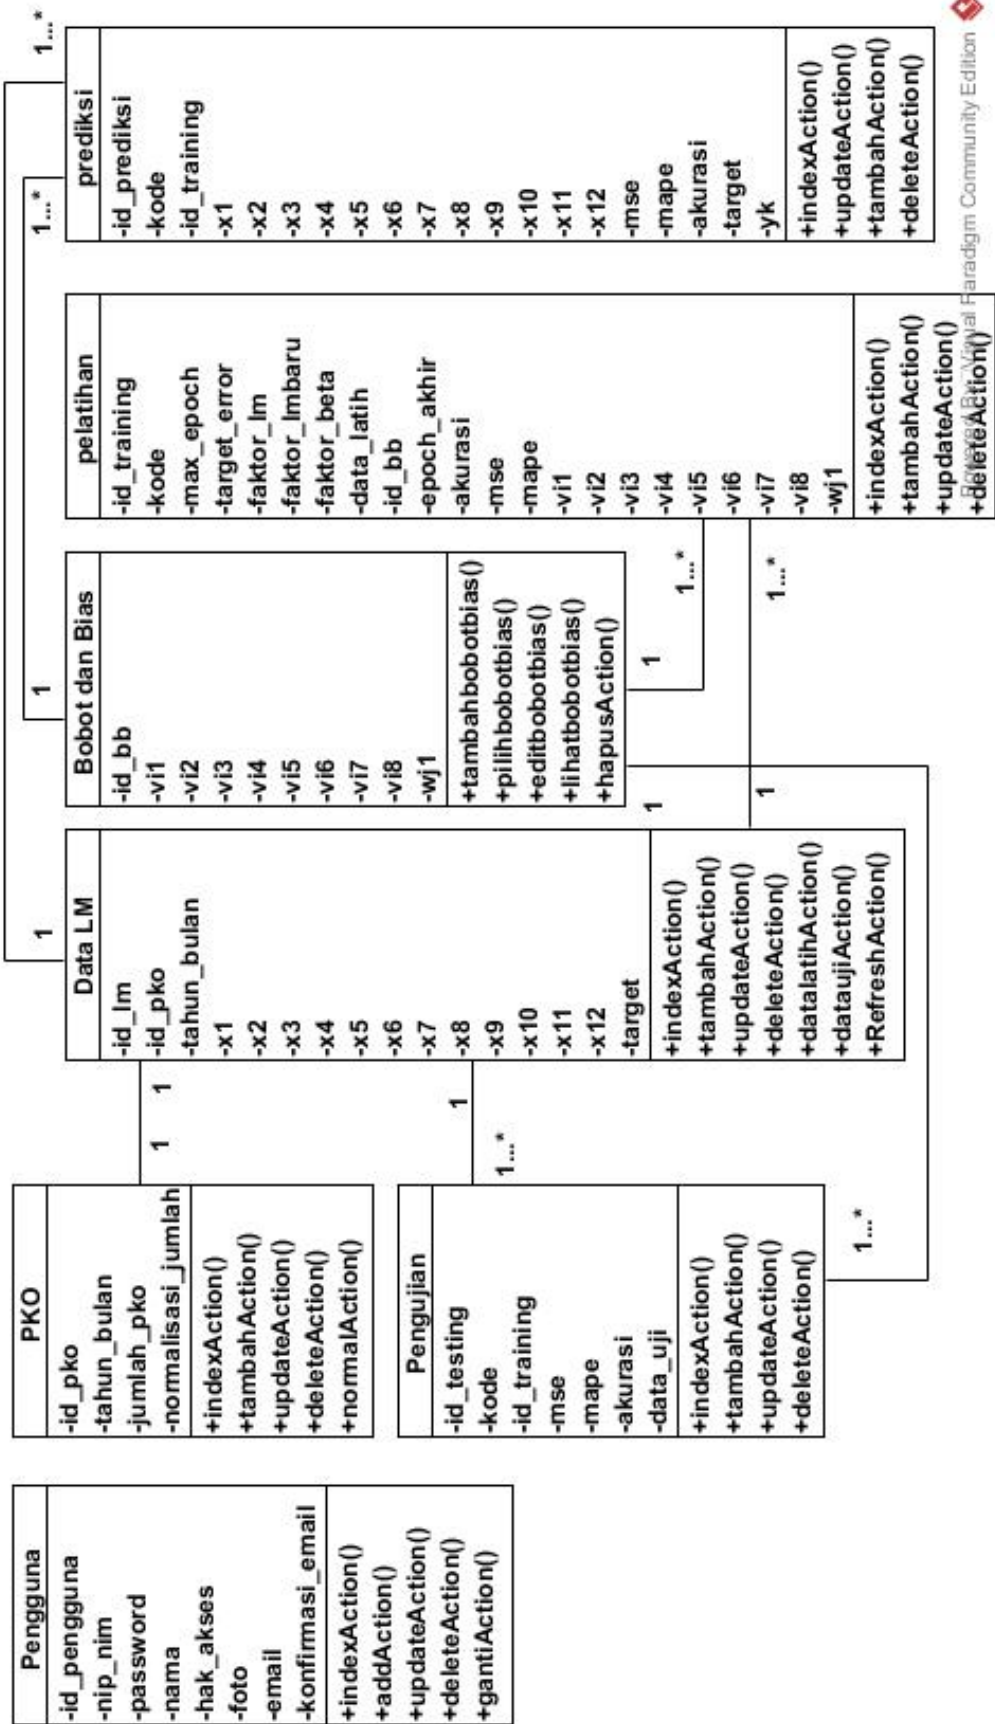 Pengguna
-id_pengguna
-nip_nim
-password
-nama
-hak_akses
-foto
-email
-konfirmasi_email
+indexAction()
+addAction()
+updateAction()
+deleteAction()
+gantiAction()
PKO
-id_pko
-tahun_bulan
-jumlah_pko
-normalisasi_jumlah
+indexAction()
+tambahAction()
+updateAction()
+deleteAction()
+normalAction()
1
1
Pengujian
-id_testing
-kode
-id_training
-mse
-mape
-akurasi
-data_uji
+indexAction()
+tambahAction()
+updateAction()
+deleteAction()
1...*
1
1...*
1
Data LM
-id_lm
-id_pko
-tahun_bulan
-x1
-x2
-x3
-x4
-x5
-x6
-x7
-x8
-x9
-x10
-x11
-x12
-target
+indexAction()
+tambahAction()
+updateAction()
+deleteAction()
+datalatihAction()
+dataujiAction()
+RefreshAction()
1
1
1
Bobot dan Bias
-id_bb
-vi1
-vi2
-vi3
-vi4
-vi5
-vi6
-vi7
-vi8
-wj1
+tambahbobotbias()
+pilihbobotbias()
+editbobotbias()
+lihatbobotbias()
+hapusAction()
1
1...*
1...*
pelatihan
-id_training
-kode
-max_epoch
-target_error
-faktor_lm
-faktor_lmbaru
-faktor_beta
-data_latih
-id_bb
-epoch_akhir
-akurasi
-mse
-mape
-vi1
-vi2
-vi3
-vi4
-vi5
-vi6
-vi7
-vi8
-wj1
+indexAction()
+tambahAction()
+updateAction()
+deleteAction()
1...*
1...*
prediksi
-id_prediksi
-kode
-id_training
-x1
-x2
-x3
-x4
-x5
-x6
-x7
-x8
-x9
-x10
-x11
-x12
-mse
-mape
-akurasi
-target
-yk
+indexAction()
+updateAction()
+tambahAction()
+deleteAction()
Powered By Visual Paradigm Community Edition